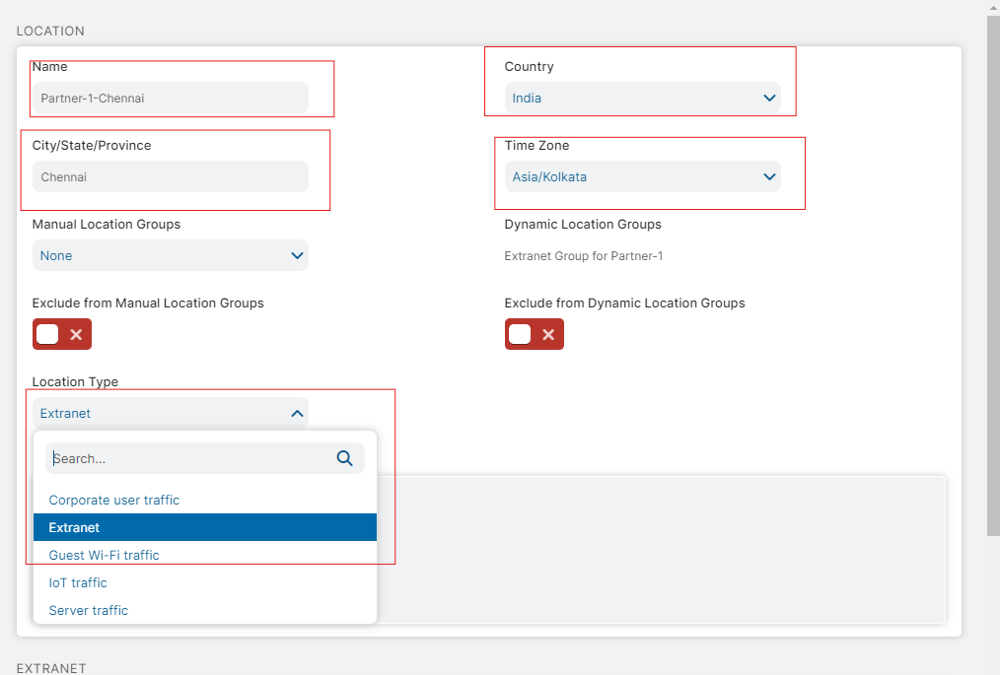 LOCATION
Name
Country
Partner-1-Chennai
India
City/State/Province
Time Zone
Chennai
Asia/Kolkata
Manual Location Groups
Dynamic Location Groups
None
Extranet Group for Partner-1
Exclude from Manual Location Groups
Exclude from Dynamic Location Groups
Location Type
Extranet
Search...
Corporate user traffic
Extranet
Guest Wi-Fi traffic
IoT traffic
Server traffic
EXTRANET